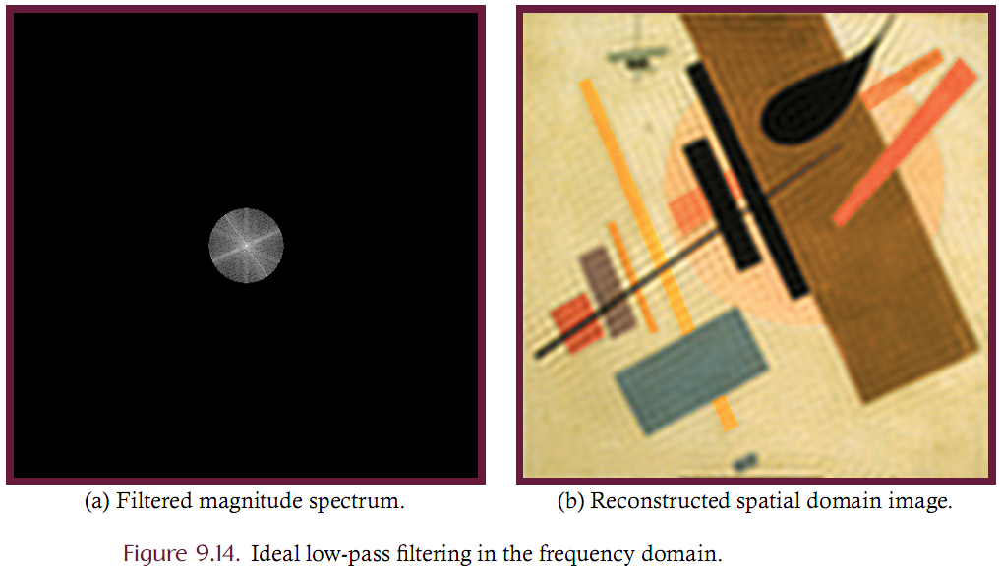 (a) Filtered magnitude spectrum.
(b) Reconstructed spatial domain image.
Figure 9.14. Ideal low-pass filtering in the frequency domain.